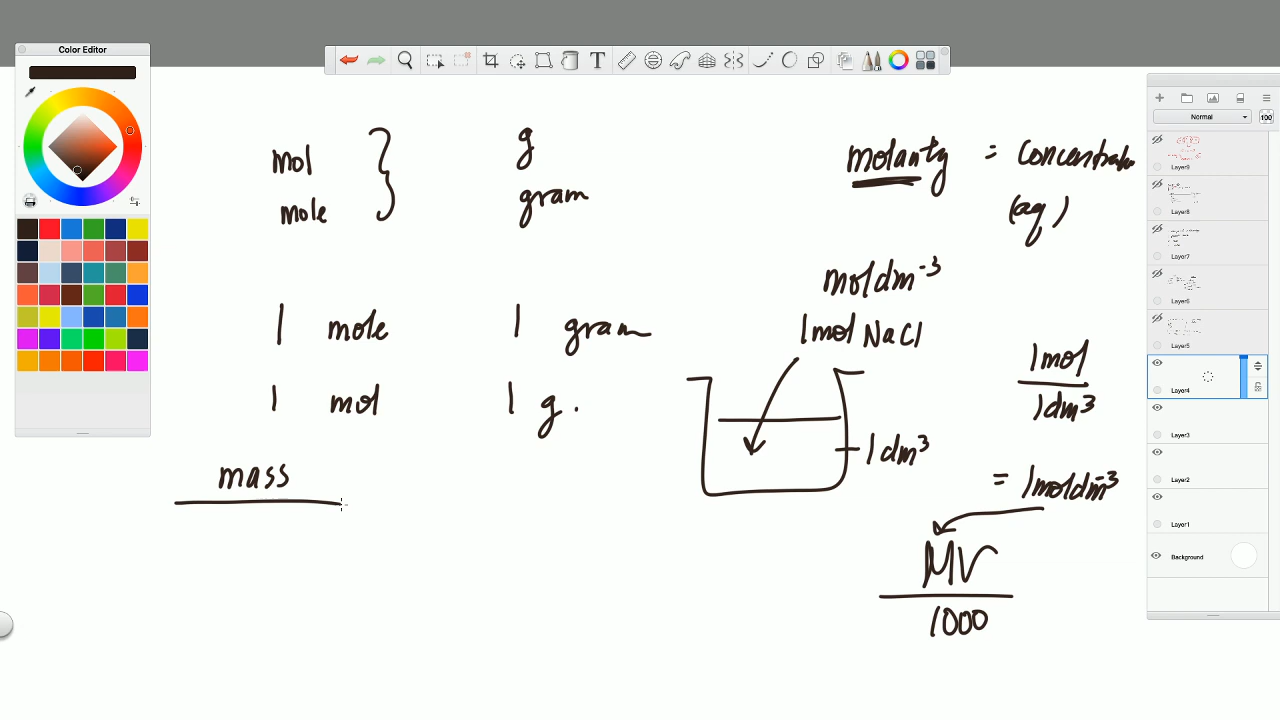 Color Editor
T
Normal
100
Layer9
Layer8
Layer7
Layer6
Layer5
Layer4
Layer3
Layer2
Layer1
Background
mol
mole
g
gram
1 mole
1 gram
1 mol
1 g.
mass
molarity = concentratio
(aq)
moldm-3
1mol NaCl
1dm3
1mol
1dm3
= 1moldm-3
MV
1000